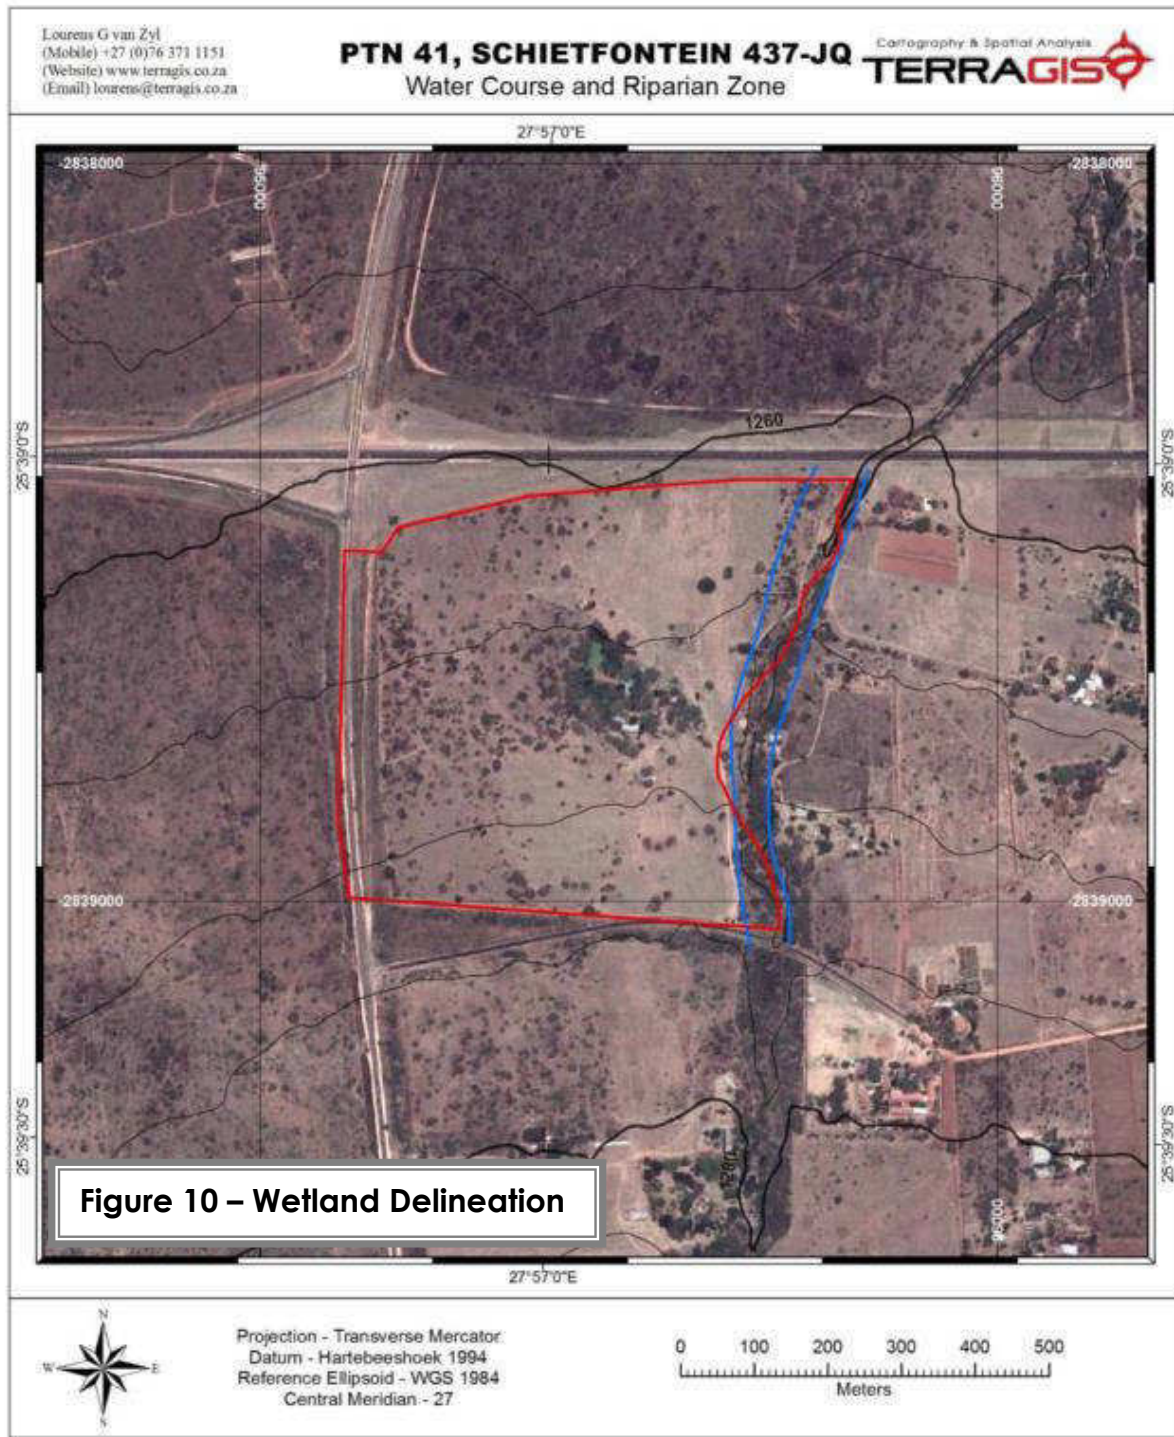 Lourens G van Zyl
(Mobile) +27 (0)76 371 1151
(Website) www.terragis.co.za
(Email) lourens@terragis.co.za
PTN 41, SCHIETFONTEIN 437-JQ
Water Course and Riparian Zone
Cartography & Spatial Analysis
TERRAGIS
27°57'0"E
-2838000
95000
96000
-2838000
25°39'0"S
1260
25°39'0"S
-2839000
-2839000
25°39'30"S
1280
25°39'30"S
96000
Figure 10 – Wetland Delineation
27°57'0"E
N
W
E
S
Projection - Transverse Mercator
Datum - Hartebeeshoek 1994
Reference Ellipsoid - WGS 1984
Central Meridian - 27
0 100 200 300 400 500
Meters